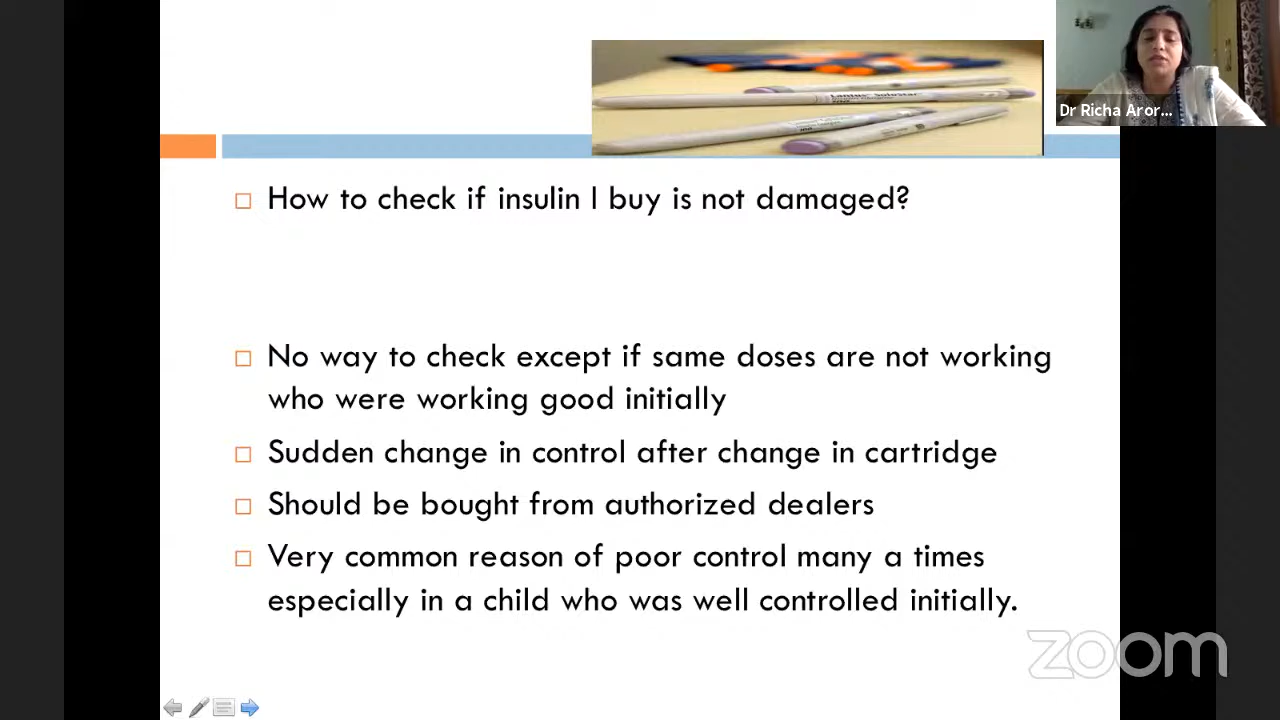 Lantus SoloStar
Dr Richa Aror...
How to check if insulin I buy is not damaged?
No way to check except if same doses are not working
who were working good initially
Sudden change in control after change in cartridge
Should be bought from authorized dealers
Very common reason of poor control many a times
especially in a child who was well controlled initially.
zoom